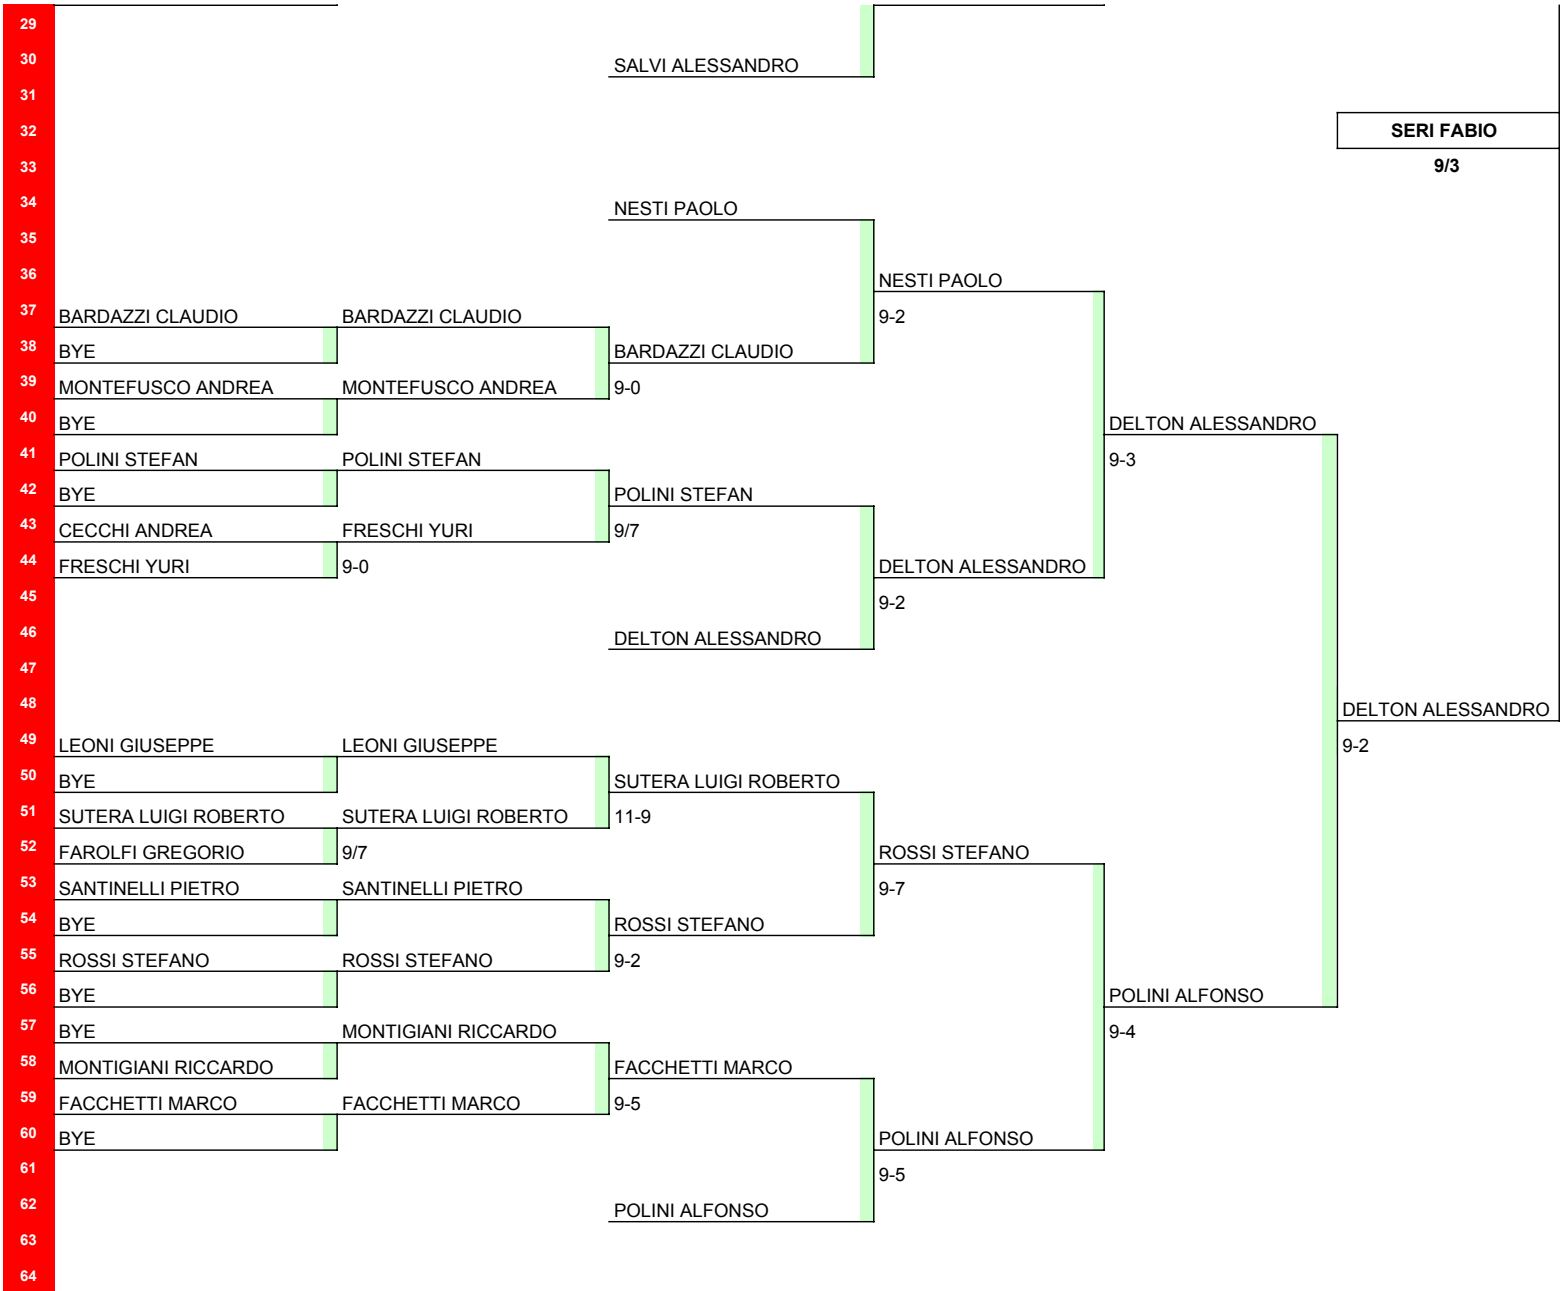 29
30 SALVI ALESSANDRO
31
32 SERI FABIO
33 9/3
34 NESTI PAOLO
35
36 NESTI PAOLO
37 BARDAZZI CLAUDIO BARDAZZI CLAUDIO 9-2
38 BYE BARDAZZI CLAUDIO
39 MONTEFUSCO ANDREA MONTEFUSCO ANDREA 9-0
40 BYE DELTON ALESSANDRO
41 POLINI STEFAN POLINI STEFAN 9-3
42 BYE POLINI STEFAN
43 CECCHI ANDREA FRESCHI YURI 9/7
44 FRESCHI YURI 9-0 DELTON ALESSANDRO
45 9-2
46 DELTON ALESSANDRO
47
48 DELTON ALESSANDRO
49 LEONI GIUSEPPE LEONI GIUSEPPE 9-2
50 BYE SUTERA LUIGI ROBERTO
51 SUTERA LUIGI ROBERTO SUTERA LUIGI ROBERTO 11-9
52 FAROLFI GREGORIO 9/7 ROSSI STEFANO
53 SANTINELLI PIETRO SANTINELLI PIETRO 9-7
54 BYE ROSSI STEFANO
55 ROSSI STEFANO ROSSI STEFANO 9-2
56 BYE POLINI ALFONSO
57 BYE MONTIGIANI RICCARDO 9-4
58 MONTIGIANI RICCARDO FACCHETTI MARCO
59 FACCHETTI MARCO FACCHETTI MARCO 9-5
60 BYE POLINI ALFONSO
61 9-5
62 POLINI ALFONSO
63
64